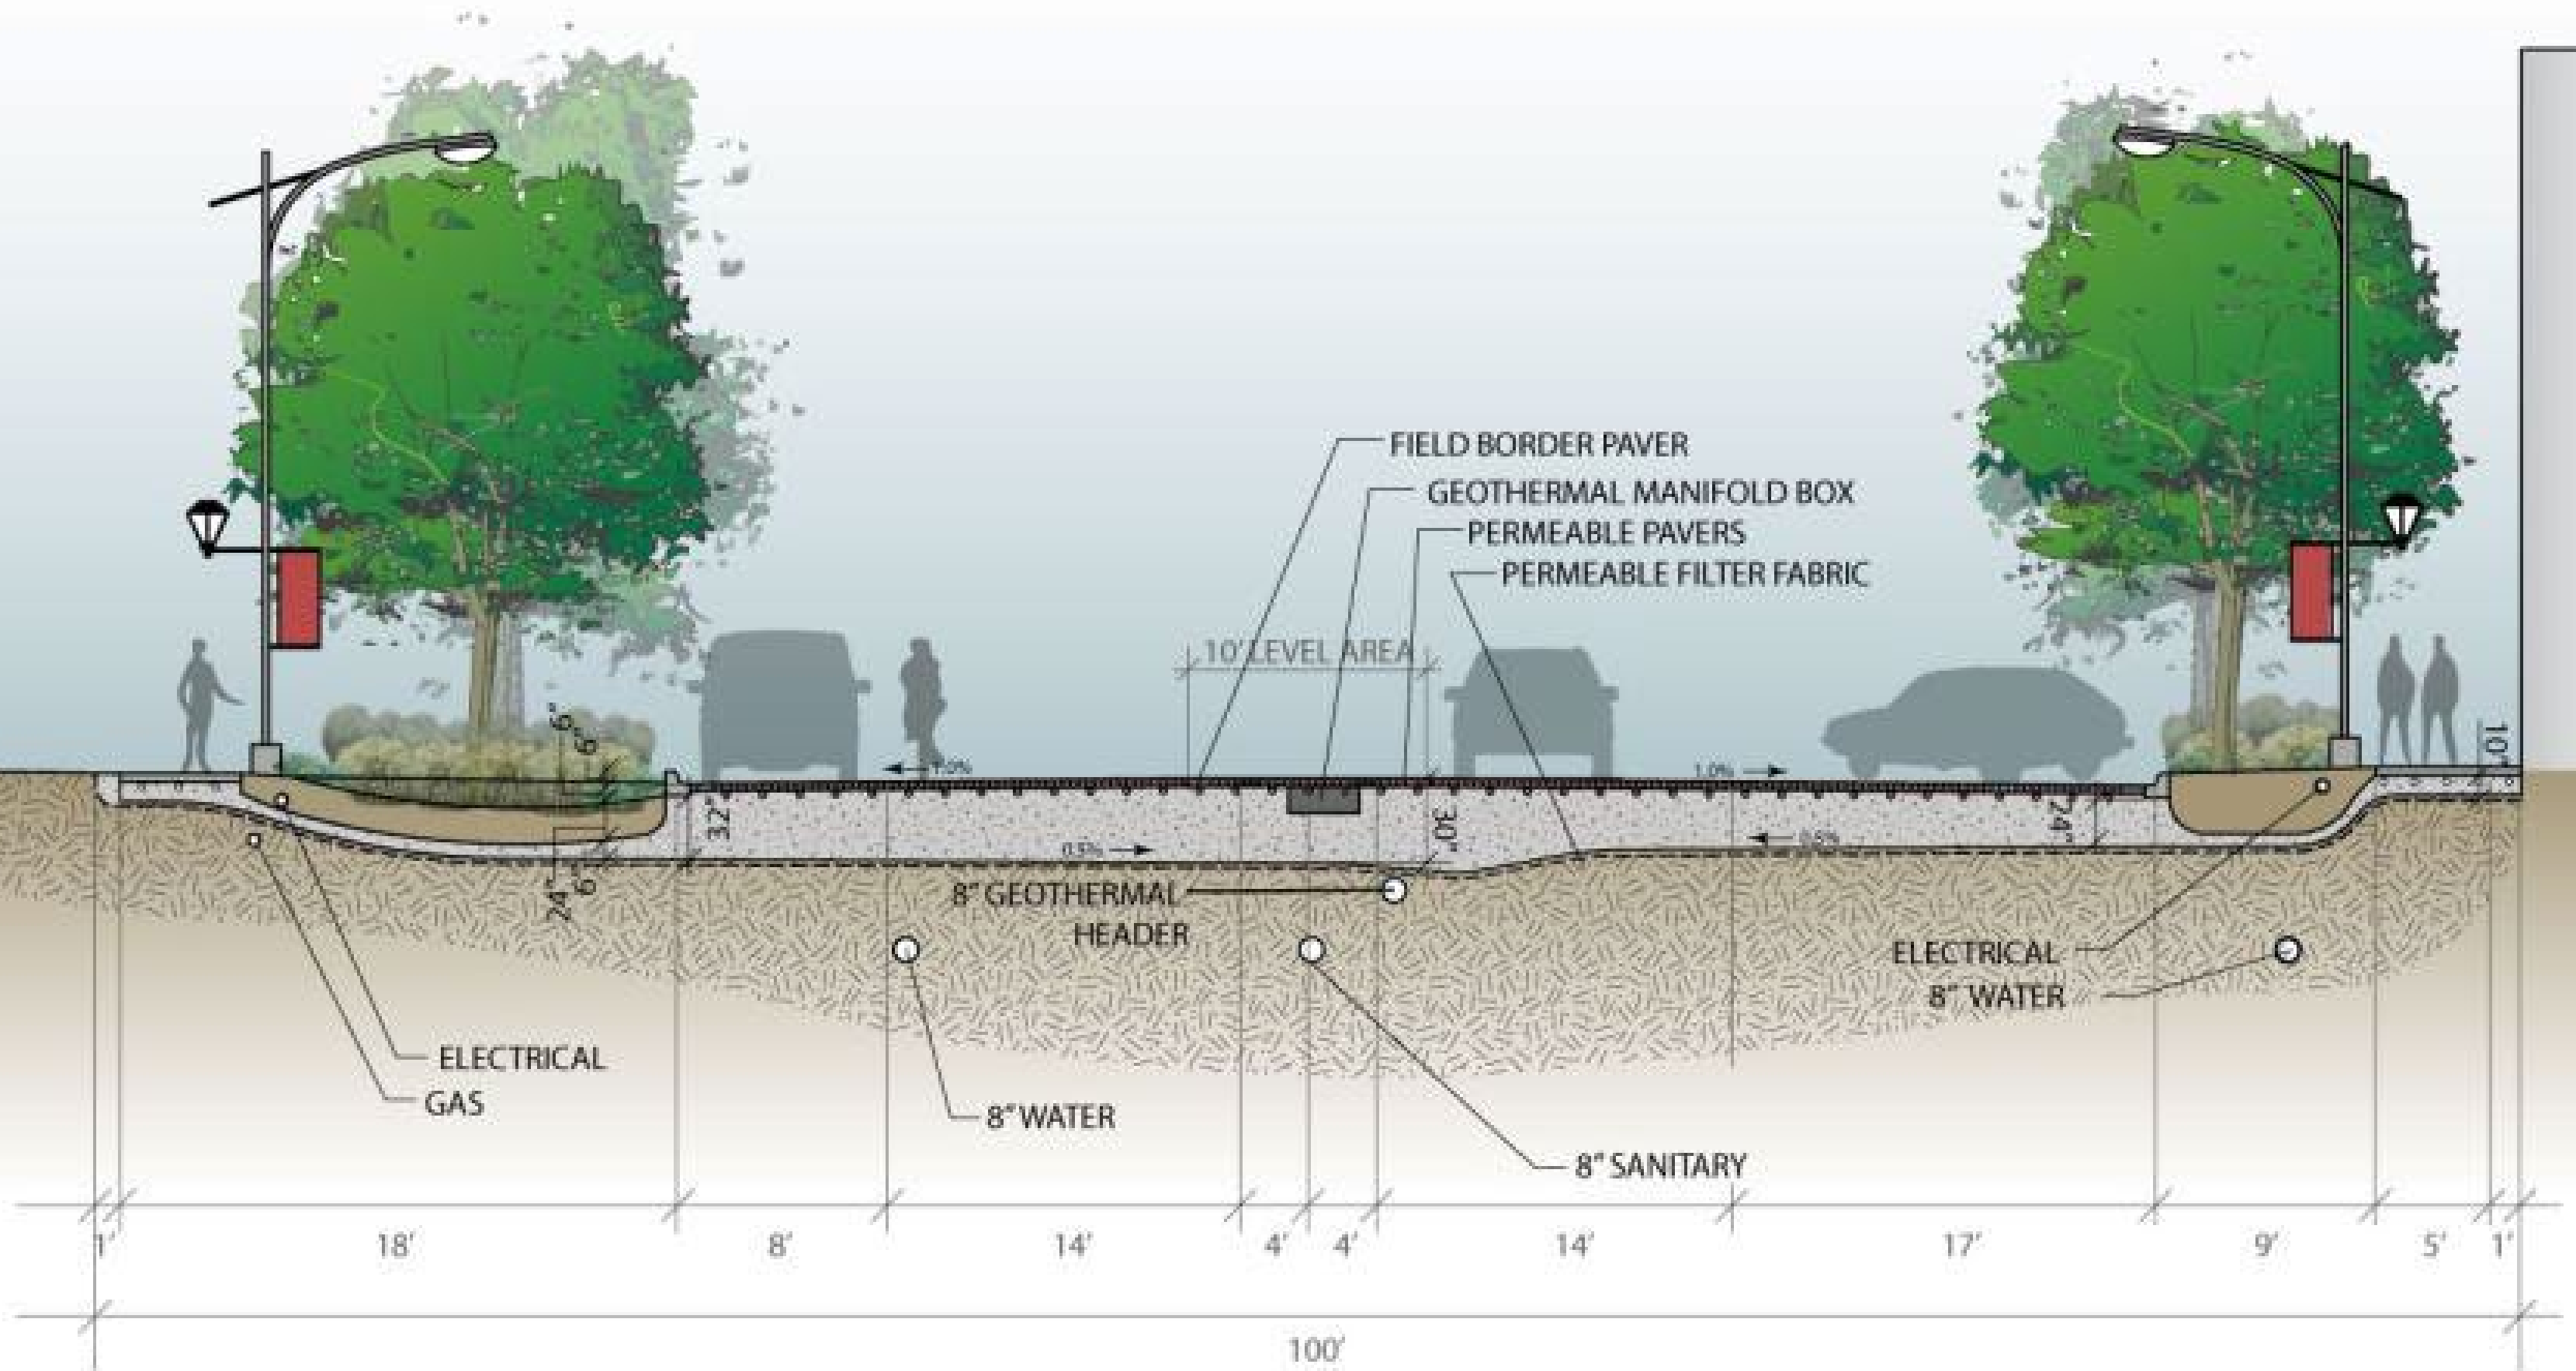 FIELD BORDER PAVER
GEOTHERMAL MANIFOLD BOX
PERMEABLE PAVERS
PERMEABLE FILTER FABRIC
10' LEVEL AREA
6"
6"
10"
1.0%
1.0%
32"
30"
24"
0.5%
0.5%
24"
6"
8" GEOTHERMAL
HEADER
ELECTRICAL
8" WATER
ELECTRICAL
GAS
8" WATER
8" SANITARY
1' 18' 8' 14' 4' 4' 14' 17' 9' 5' 1'
100'